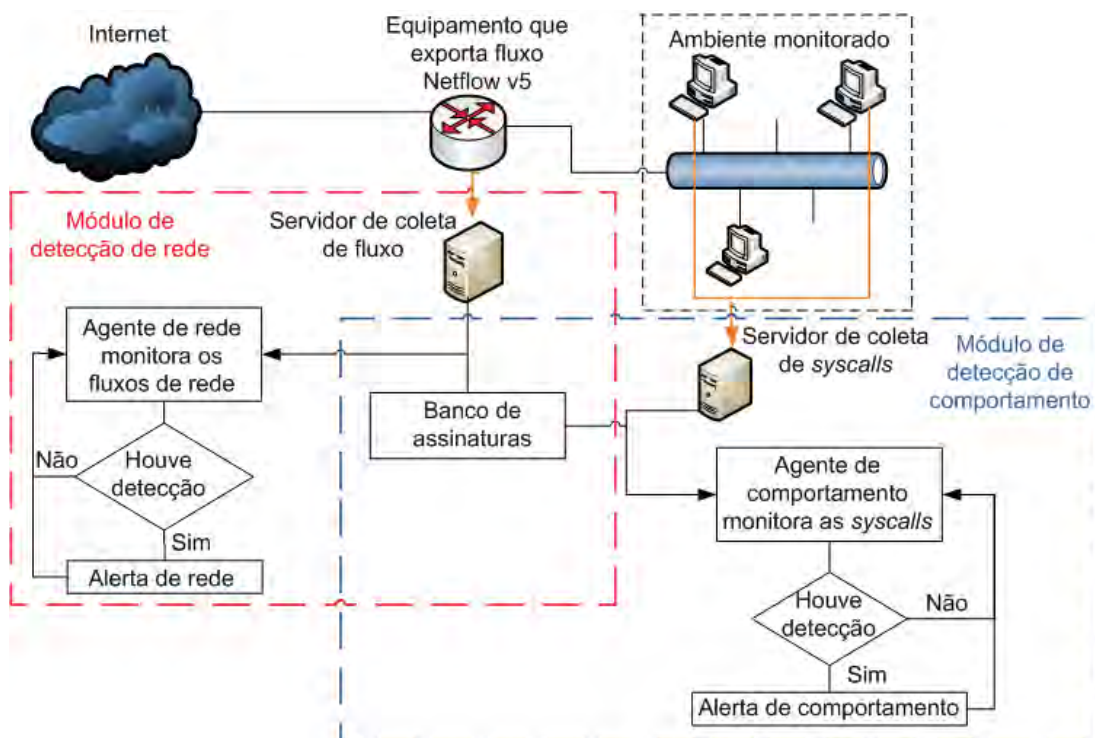 Internet
Equipamento que
exporta fluxo
Netflow v5
Ambiente monitorado
Módulo de
detecção de rede
Servidor de coleta
de fluxo
Agente de rede
monitora os
fluxos de rede
Não
Houve
detecção
Sim
Alerta de rede
Banco de
assinaturas
Servidor de coleta
de syscalls
Módulo de
detecção de
comportamento
Agente de
comportamento
monitora as syscalls
Houve
detecção
Não
Sim
Alerta de comportamento